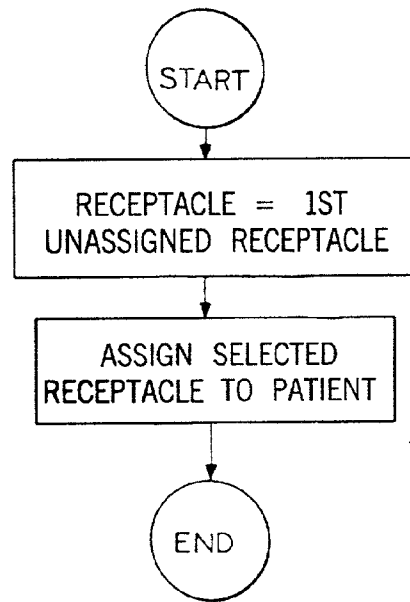 START
RECEPTACLE = 1ST
UNASSIGNED RECEPTACLE
ASSIGN SELECTED
RECEPTACLE TO PATIENT
END